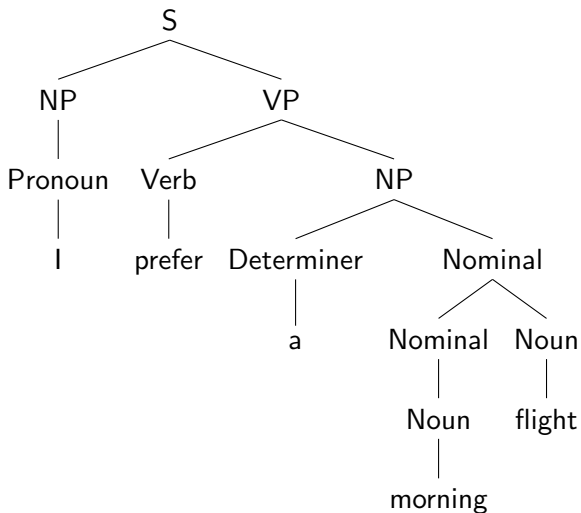 S
NP VP
Pronoun Verb NP
I prefer Determiner Nominal
a Nominal Noun
Noun flight
morning